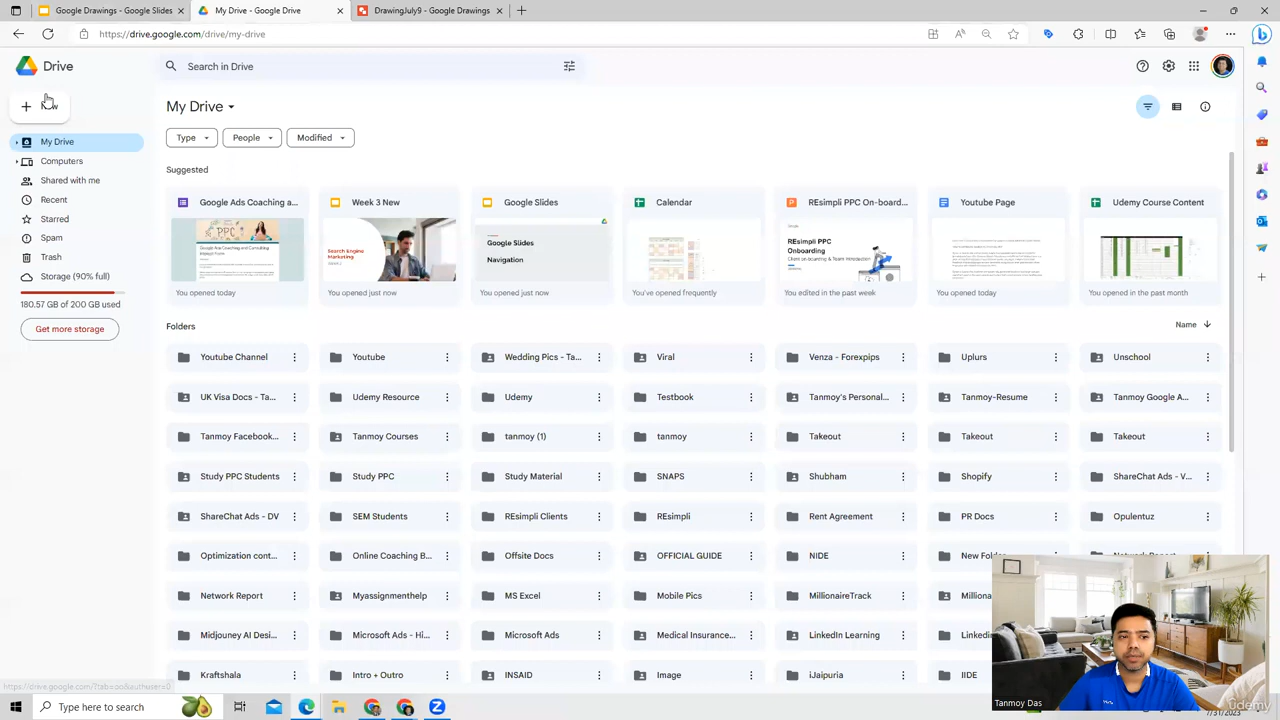 Google Drawings - Google Slides
My Drive - Google Drive
DrawingJuly9 - Google Drawings
https://drive.google.com/drive/my-drive
Drive
Search in Drive
New
My Drive
Computers
Shared with me
Recent
Starred
Spam
Trash
Storage (90% full)
180.57 GB of 200 GB used
Get more storage
My Drive
Type
People
Modified
Suggested
Google Ads Coaching a...
Week 3 New
Google Slides
Calendar
REsimpli PPC On-board...
Youtube Page
Udemy Course Content
PPC
Search Engine
Marketing
Google Slides
Navigation
REsimpli PPC
Onboarding
You opened today
You opened just now
You opened just now
You've opened frequently
You edited in the past week
You opened today
You opened in the past month
Folders
Name
Youtube Channel
Youtube
Wedding Pics - Ta...
Viral
Venza - Forexpips
Uplurs
Unschool
UK Visa Docs - Ta...
Udemy Resource
Udemy
Testbook
Tanmoy's Personal...
Tanmoy-Resume
Tanmoy Google A...
Tanmoy Facebook...
Tanmoy Courses
tanmoy (1)
tanmoy
Takeout
Takeout
Takeout
Study PPC Students
Study PPC
Study Material
SNAPS
Shubham
Shopify
ShareChat Ads - V...
ShareChat Ads - DV
SEM Students
REsimpli Clients
REsimpli
Rent Agreement
PR Docs
Opulentuz
Optimization cont...
Online Coaching B...
Offsite Docs
OFFICIAL GUIDE
NIDE
Network Report
Myassignmenthelp
MS Excel
Mobile Pics
MillionaireTrack
Midjouney AI Desi...
Microsoft Ads - Hi...
Microsoft Ads
Medical Insurance...
LinkedIn Learning
Kraftshala
Intro + Outro
INSAID
Image
iJaipuria
IIDE
Tanmoy Das
Udemy
Type here to search
7/31/2023